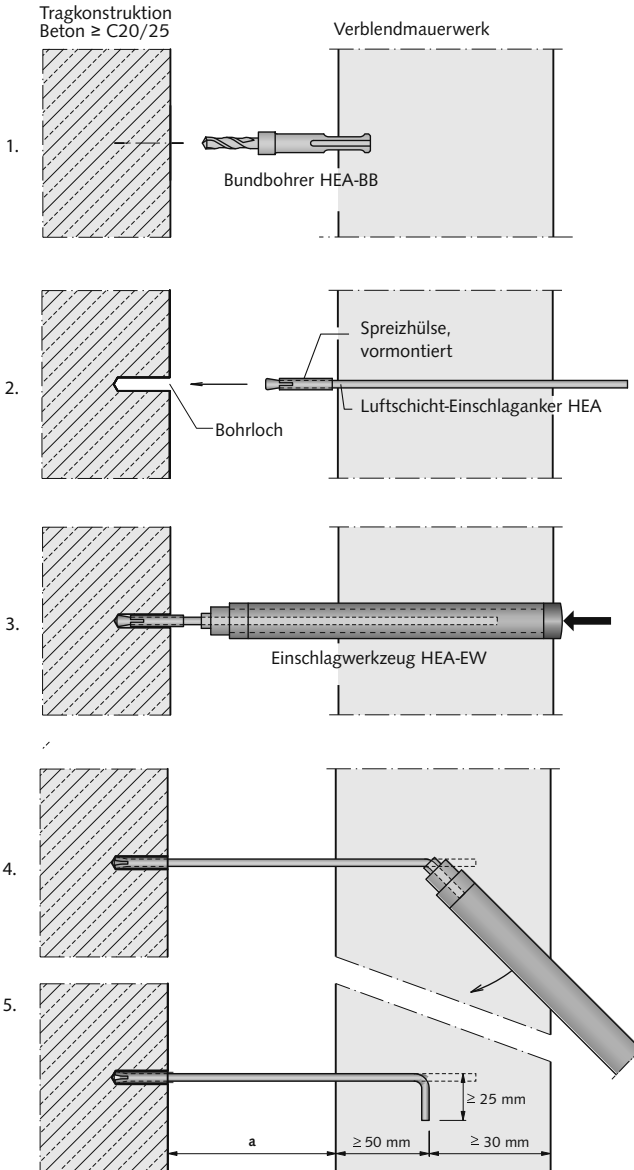 Tragkonstruktion
Beton ≥ C20/25
Verblendmauerwerk
1.
Bundbohrer HEA-BB
2.
Spreizhülse,
vormontiert
Luftschicht-Einschlaganker HEA
Bohrloch
3.
Einschlagwerkzeug HEA-EW
4.
5.
≥ 25 mm
a
≥ 50 mm
≥ 30 mm